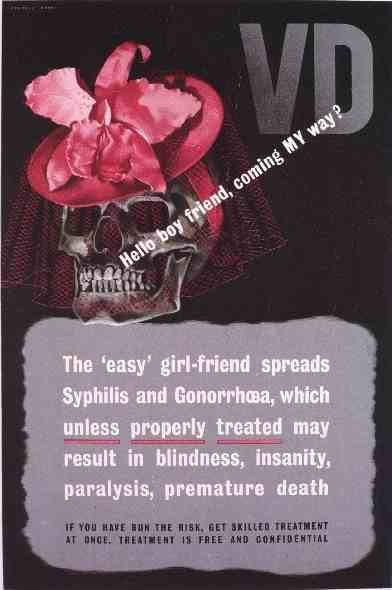 VD
Hello boy friend, coming MY way?
The ‘easy’ girl-friend spreads
Syphilis and Gonorrhœa, which
unless properly treated may
result in blindness, insanity,
paralysis, premature death
IF YOU HAVE RUN THE RISK, GET SKILLED TREATMENT
AT ONCE. TREATMENT IS FREE AND CONFIDENTIAL